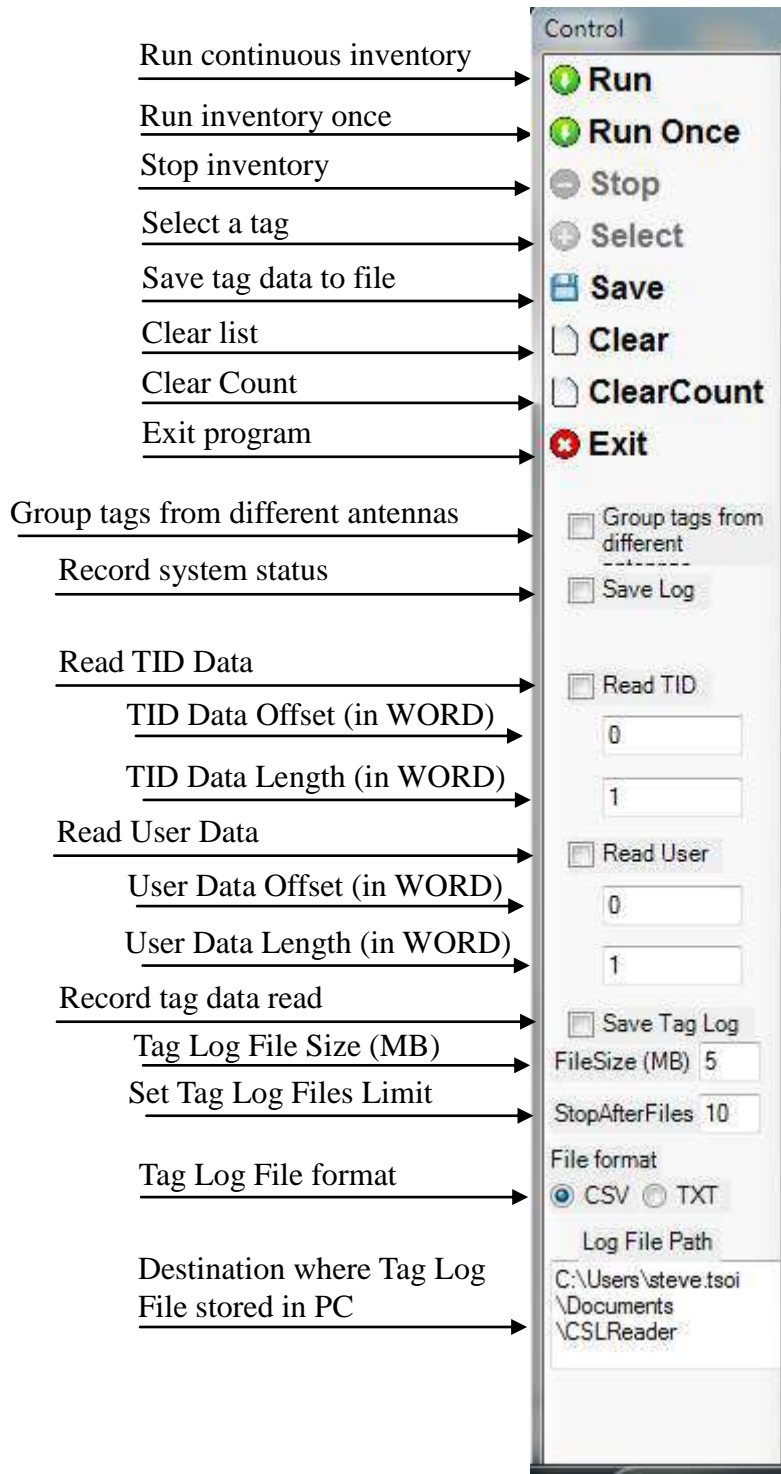 Control
Run continuous inventory
Run
Run inventory once
Run Once
Stop inventory
Stop
Select a tag
Select
Save tag data to file
Save
Clear list
Clear
Clear Count
ClearCount
Exit program
Exit
Group tags from different antennas
Group tags from
different
Record system status
Save Log
Read TID Data
Read TID
TID Data Offset (in WORD)
0
TID Data Length (in WORD)
1
Read User Data
Read User
User Data Offset (in WORD)
0
User Data Length (in WORD)
1
Record tag data read
Save Tag Log
Tag Log File Size (MB)
FileSize (MB) 5
Set Tag Log Files Limit
StopAfterFiles 10
File format
Tag Log File format
CSV TXT
Log File Path
Destination where Tag Log
File stored in PC
C:\Users\steve.tsoi
\Documents
\CSLReader